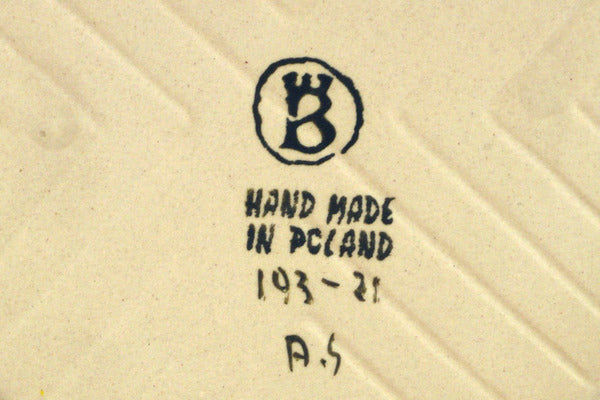 B
HAND MADE
IN POLAND
193-21
A.S